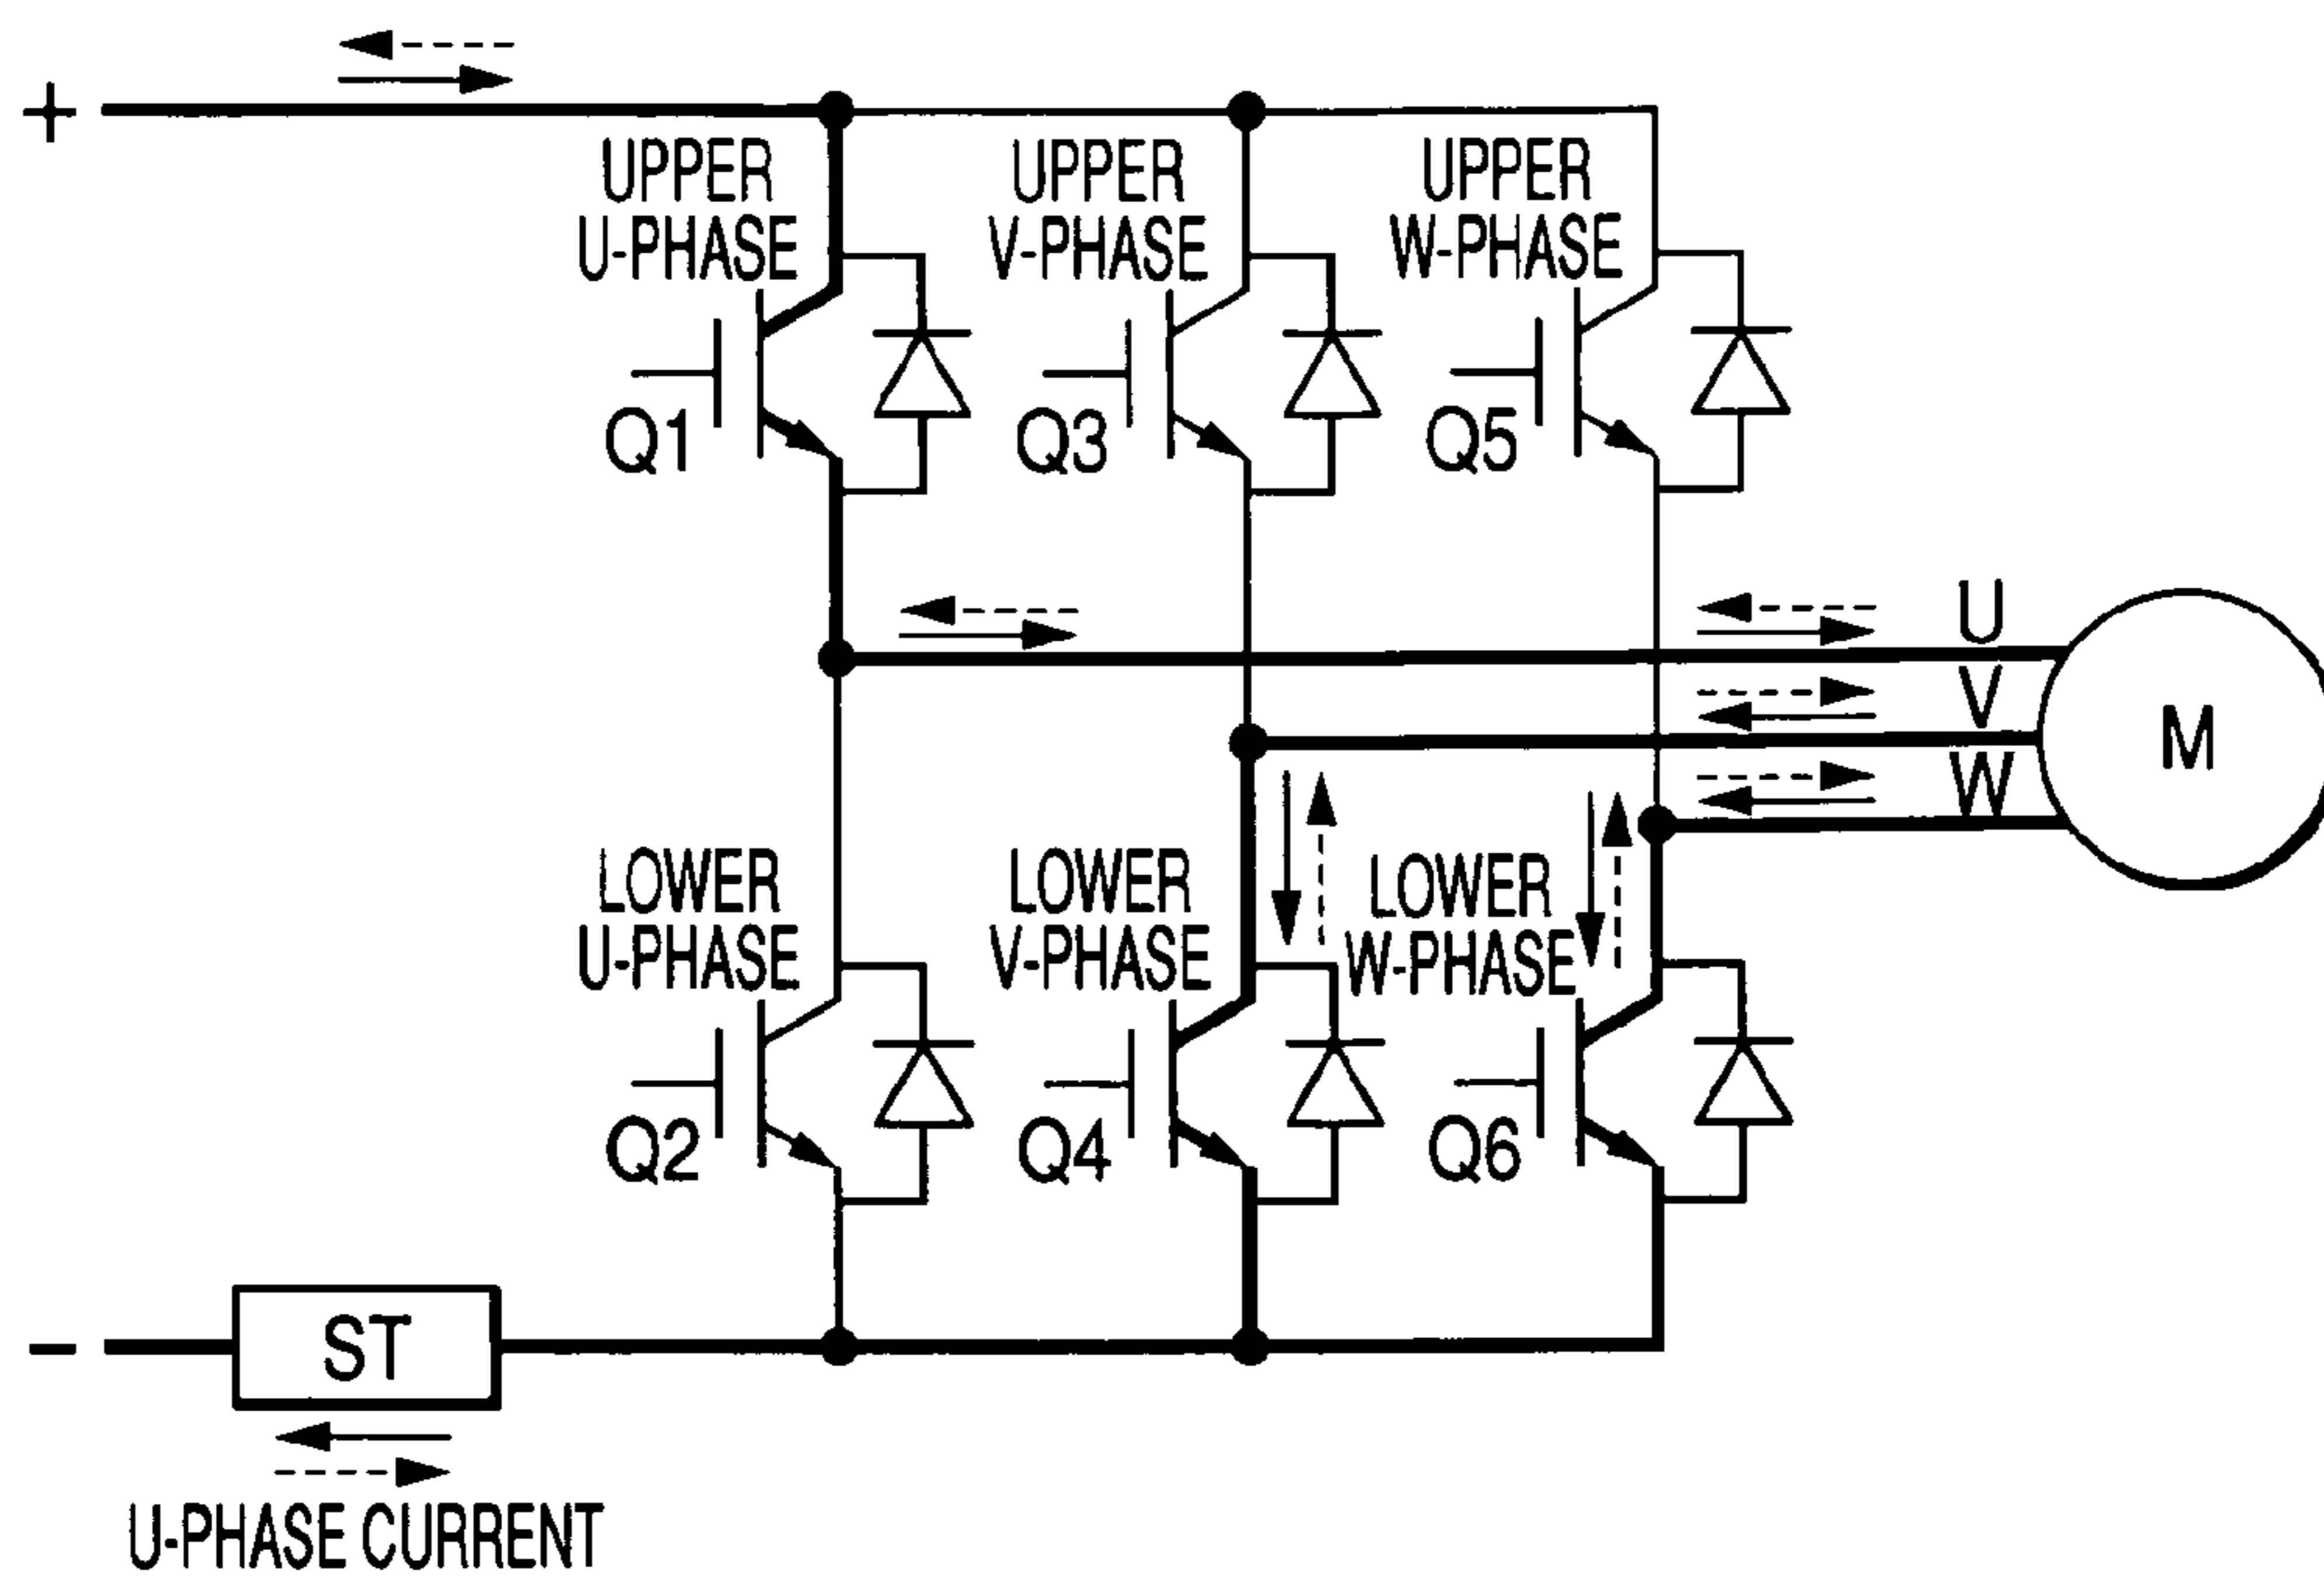 +
UPPER
U-PHASE
UPPER
V-PHASE
UPPER
W-PHASE
Q1
Q3
Q5
U
V
W
M
LOWER
U-PHASE
LOWER
V-PHASE
LOWER
W-PHASE
Q2
Q4
Q6
-
ST
U-PHASE CURRENT